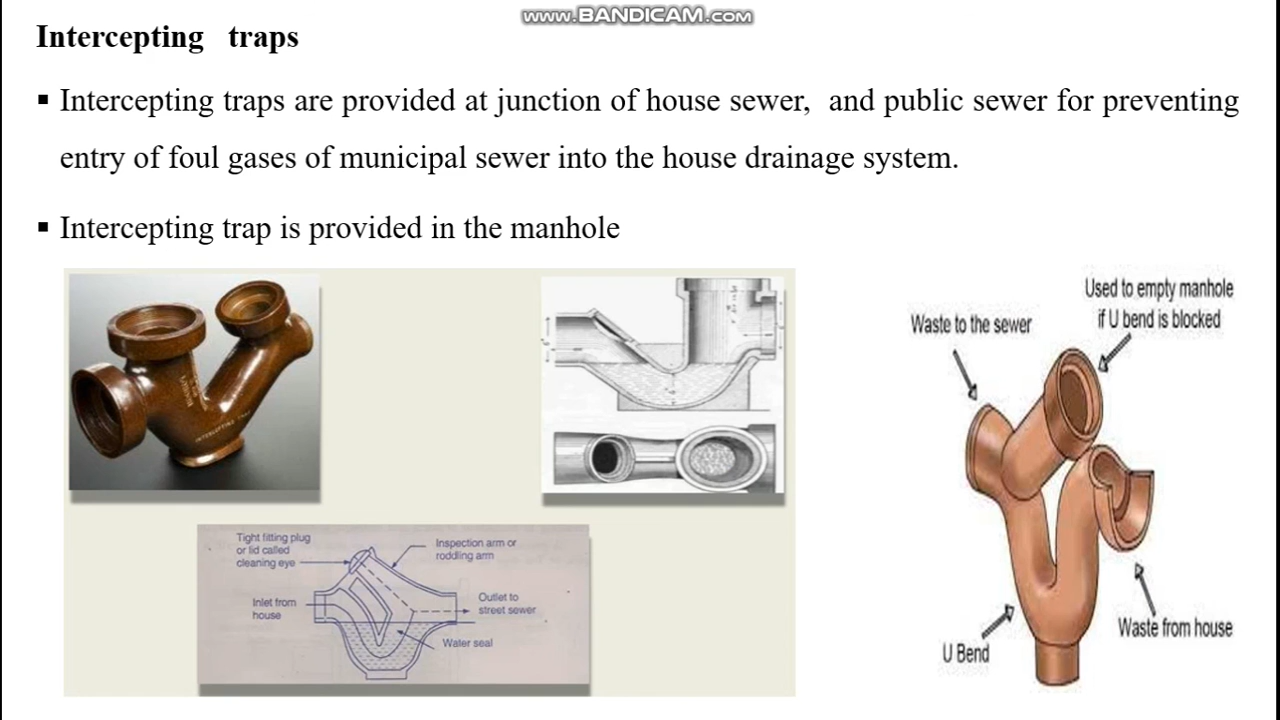 www.BANDICAM.com
Intercepting traps
▪ Intercepting traps are provided at junction of house sewer, and public sewer for preventing
entry of foul gases of municipal sewer into the house drainage system.
▪ Intercepting trap is provided in the manhole
INTERCEPTING TRAP
Tight fitting plug
or lid called
cleaning eye
Inspection arm or
rodding arm
Inlet from
house
Outlet to
street sewer
Water seal
Used to empty manhole
if U bend is blocked
Waste to the sewer
Waste from house
U Bend